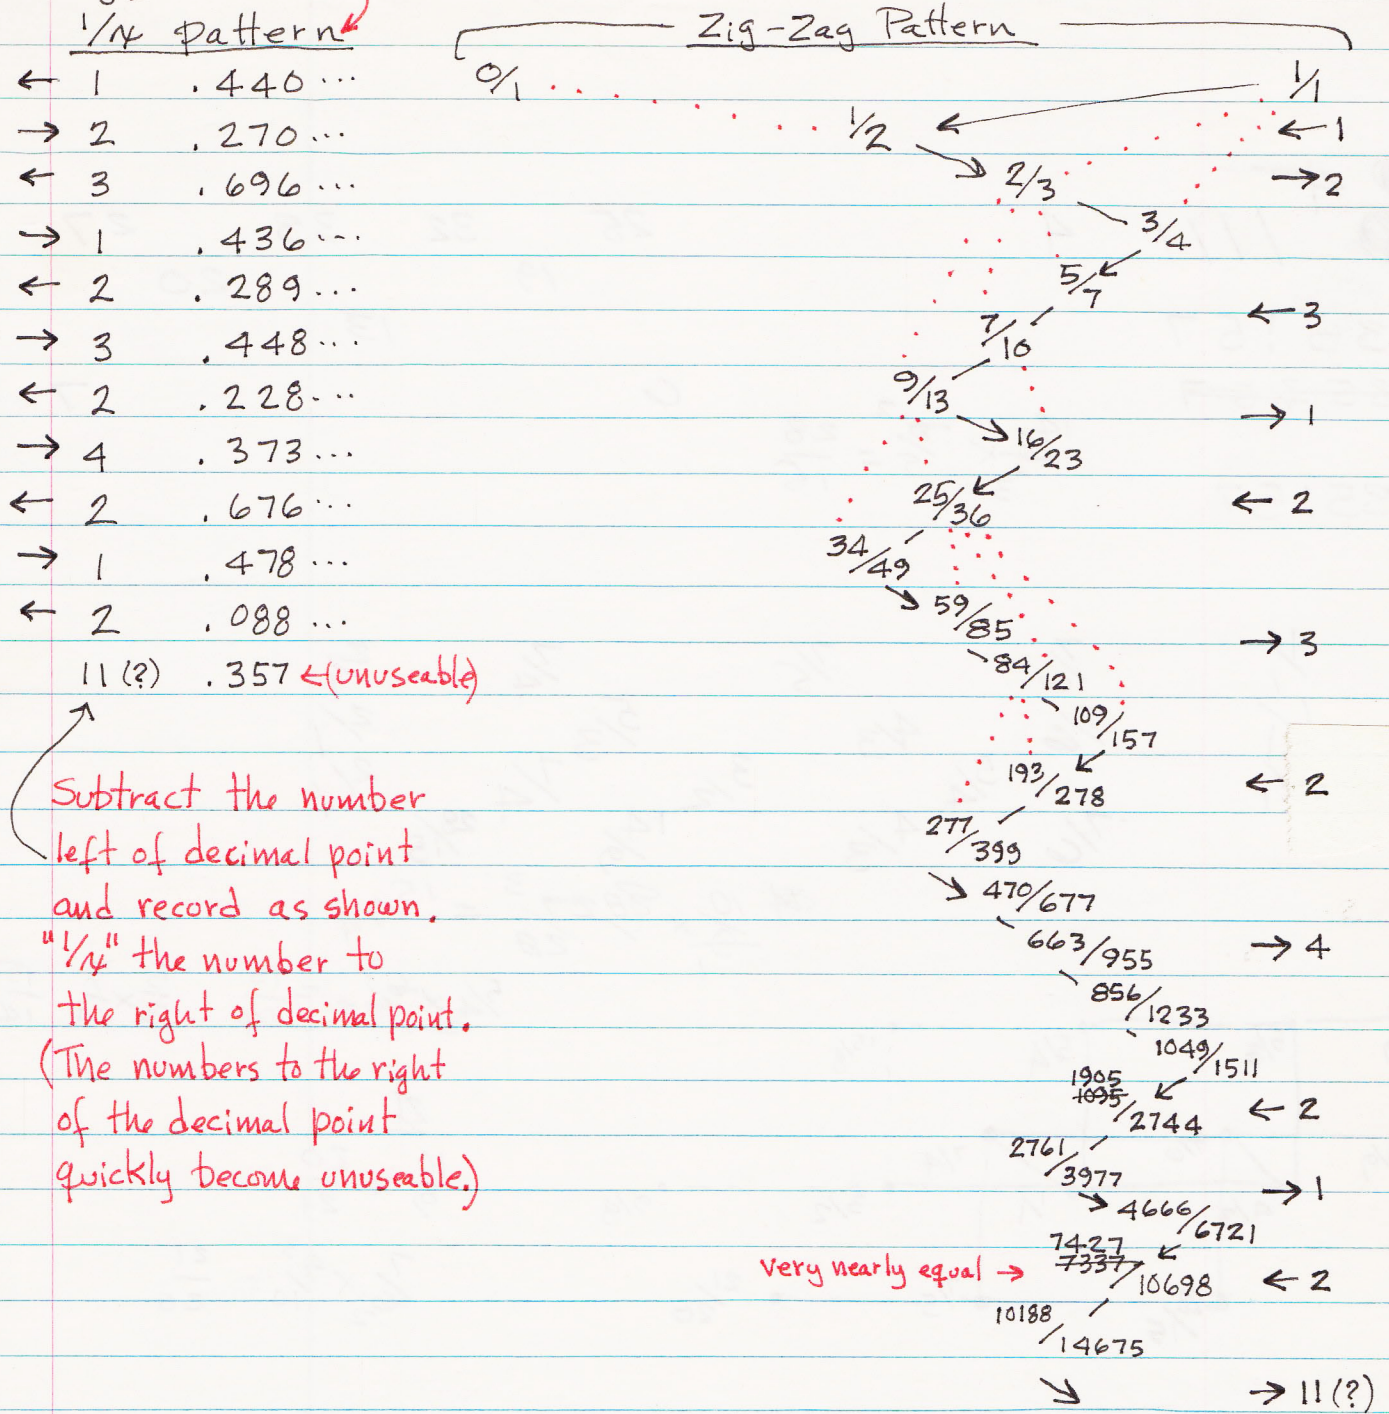 1/x pattern
← 1 .440...
→ 2 .270...
← 3 .696...
→ 1 .436...
← 2 .289...
→ 3 .448...
← 2 .228...
→ 4 .373...
← 2 .676...
→ 1 .478...
← 2 .088...
11(?) .357 ←(unuseable)
Subtract the number
left of decimal point
and record as shown.
"1/x" the number to
the right of decimal point.
(The numbers to the right
of the decimal point
quickly become unuseable.)
Zig-Zag Pattern
0/1 1/1
1/2 ←1
2/3 →2
3/4
5/7
7/10 ←3
9/13
16/23 →1
25/36 ← 2
34/49
59/85
84/121 → 3
109/157
193/278 ← 2
277/399
470/677
663/955 →4
856/1233
1049/1511
1905
1095/2744 ← 2
2761/3977
4666/6721 →1
7427
very nearly equal → 7337/10698 ← 2
10188/14675
→ 11(?)